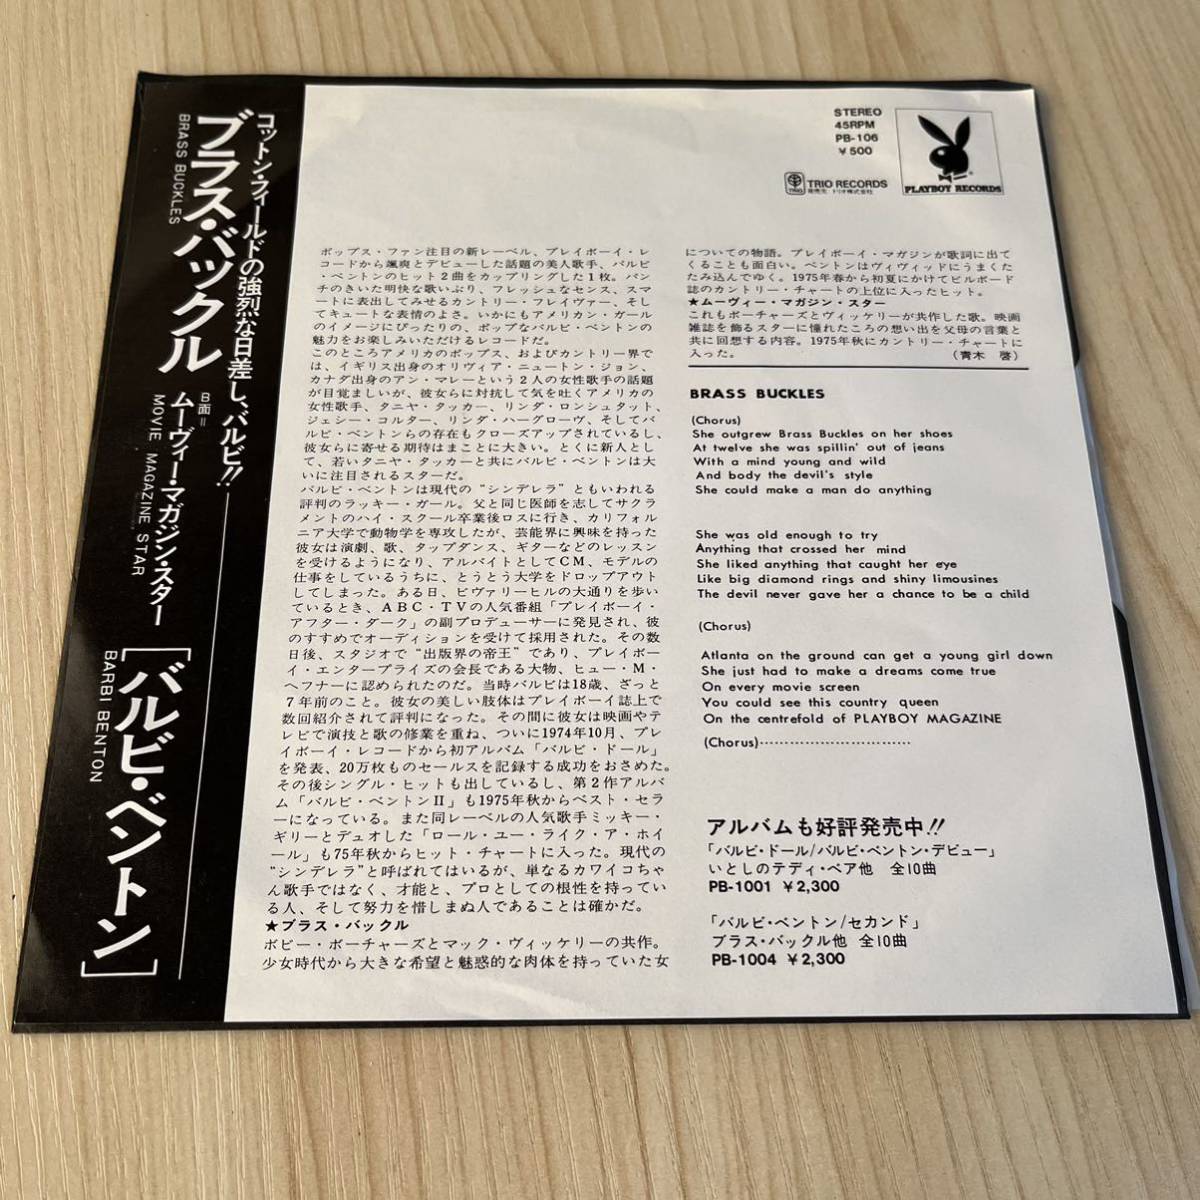 コットン・フィールドの強烈な日差し、バルビ!!
ブラス・バックル
BRASS BUCKLES
B面=
ムーヴィー・マガジン・スター
MOVIE MAGAZINE STAR
[バルビ・ベントン]
BARBI BENTON
STEREO
45RPM
PB-106
¥500
TRIO
TRIO RECORDS
発売元 トリオ株式会社
PLAYBOY RECORDS
ポップス・ファン注目の新レーベル、プレイボーイ・レ
コードから颯爽とデビューした話題の美人歌手、バルビ
・ベントンのヒット2曲をカップリングした1枚。パン
チのきいた明快な歌いぶり、フレッシュなセンス、スマ
ートに表出してみせるカントリー・フレイヴァー、そし
てキュートな表情のよさ。いかにもアメリカン・ガール
のイメージにぴったりの、ポップなバルビ・ベントンの
魅力をお楽しみいただけるレコードだ。
このところアメリカのポップス、およびカントリー界で
は、イギリス出身のオリヴィア・ニュートン・ジョン、
カナダ出身のアン・マレーという2人の女性歌手の話題
が目覚ましいが、彼女らに対抗して気を吐くアメリカの
女性歌手、タニヤ・タッカー、リンダ・ロンシュタット、
ジェシー・コルター、リンダ・ハーグローヴ、そしてバ
ルビ・ベントンらの存在もクローズアップされているし、
彼女らに寄せる期待はまことに大きい。とくに新人とし
て、若いタニヤ・タッカーと共にバルビ・ベントンは大
いに注目されるスターだ。
バルビ・ベントンは現代の“シンデレラ”ともいわれる
評判のラッキー・ガール。父と同じ医師を志してサクラ
メントのハイ・スクール卒業後ロスに行き、カリフォル
ニア大学で動物学を専攻したが、芸能界に興味を持った
彼女は演劇、歌、タップダンス、ギターなどのレッスン
を受けるようになり、アルバイトとしてCM、モデルの
仕事をしているうちに、とうとう大学をドロップアウト
してしまった。ある日、ビヴァリーヒルの大通りを歩い
ているとき、ABC・TVの人気番組「プレイボーイ・
アフター・ダーク」の副プロデューサーに発見され、彼
のすすめでオーディションを受けて採用された。その数
日後、スタジオで“出版界の帝王”であり、プレイボー
イ・エンタープライズの会長である大物、ヒュー・M・
ヘフナーに認められたのだ。当時バルビは18歳、ざっと
7年前のこと。彼女の美しい肢体はプレイボーイ誌上で
数回紹介されて評判になった。その間に彼女は映画やテ
レビで演技と歌の修業を重ね、ついに1974年10月、プレ
イボーイ・レコードから初アルバム「バルビ・ドール」
を発表、20万枚ものセールスを記録する成功をおさめた。
その後シングル・ヒットも出しているし、第2作アルバ
ム「バルビ・ベントンII」も1975年秋からベスト・セラ
ーになっている。また同レーベルの人気歌手ミッキー・
ギリーとデュオした「ロール・ユー・ライク・ア・ホイ
ール」も75年秋からヒット・チャートに入った。現代の
“シンデレラ”と呼ばれてはいるが、単なるカワイコちゃ
ん歌手ではなく、才能と、プロとしての根性を持ってい
る人、そして努力を惜しまぬ人であることは確かだ。
★ブラス・バックル
ボビー・ボーチャーズとマック・ヴィッケリーの共作。
少女時代から大きな希望と魅惑的な肉体を持っていた女
についての物語。プレイボーイ・マガジンが歌詞に出て
くることも面白い。ベントンはヴィヴィッドにうまくた
たみ込んでゆく。1975年春から初夏にかけてビルボード
誌のカントリー・チャートの上位に入ったヒット。
★ムーヴィー・マガジン・スター
これもボーチャーズとヴィッケリーが共作した歌。映画
雑誌を飾るスターに憧れたころの想い出を父母の言葉と
共に回想する内容。1975年秋にカントリー・チャートに
入った。 (青木 啓)
BRASS BUCKLES
(Chorus)
She outgrew Brass Buckles on her shoes
At twelve she was spillin' out of jeans
With a mind young and wild
And body the devil's style
She could make a man do anything
She was old enough to try
Anything that crossed her mind
She liked anything that caught her eye
Like big diamond rings and shiny limousines
The devil never gave her a chance to be a child
(Chorus)
Atlanta on the ground can get a young girl down
She just had to make a dreams come true
On every movie screen
You could see this country queen
On the centrefold of PLAYBOY MAGAZINE
(Chorus)······························
アルバムも好評発売中!!
「バルビ・ドール/バルビ・ベントン・デビュー」
いとしのテディ・ベア他 全10曲
PB-1001 ¥2,300
「バルビ・ベントン/セカンド」
ブラス・バックル他 全10曲
PB-1004 ¥2,300